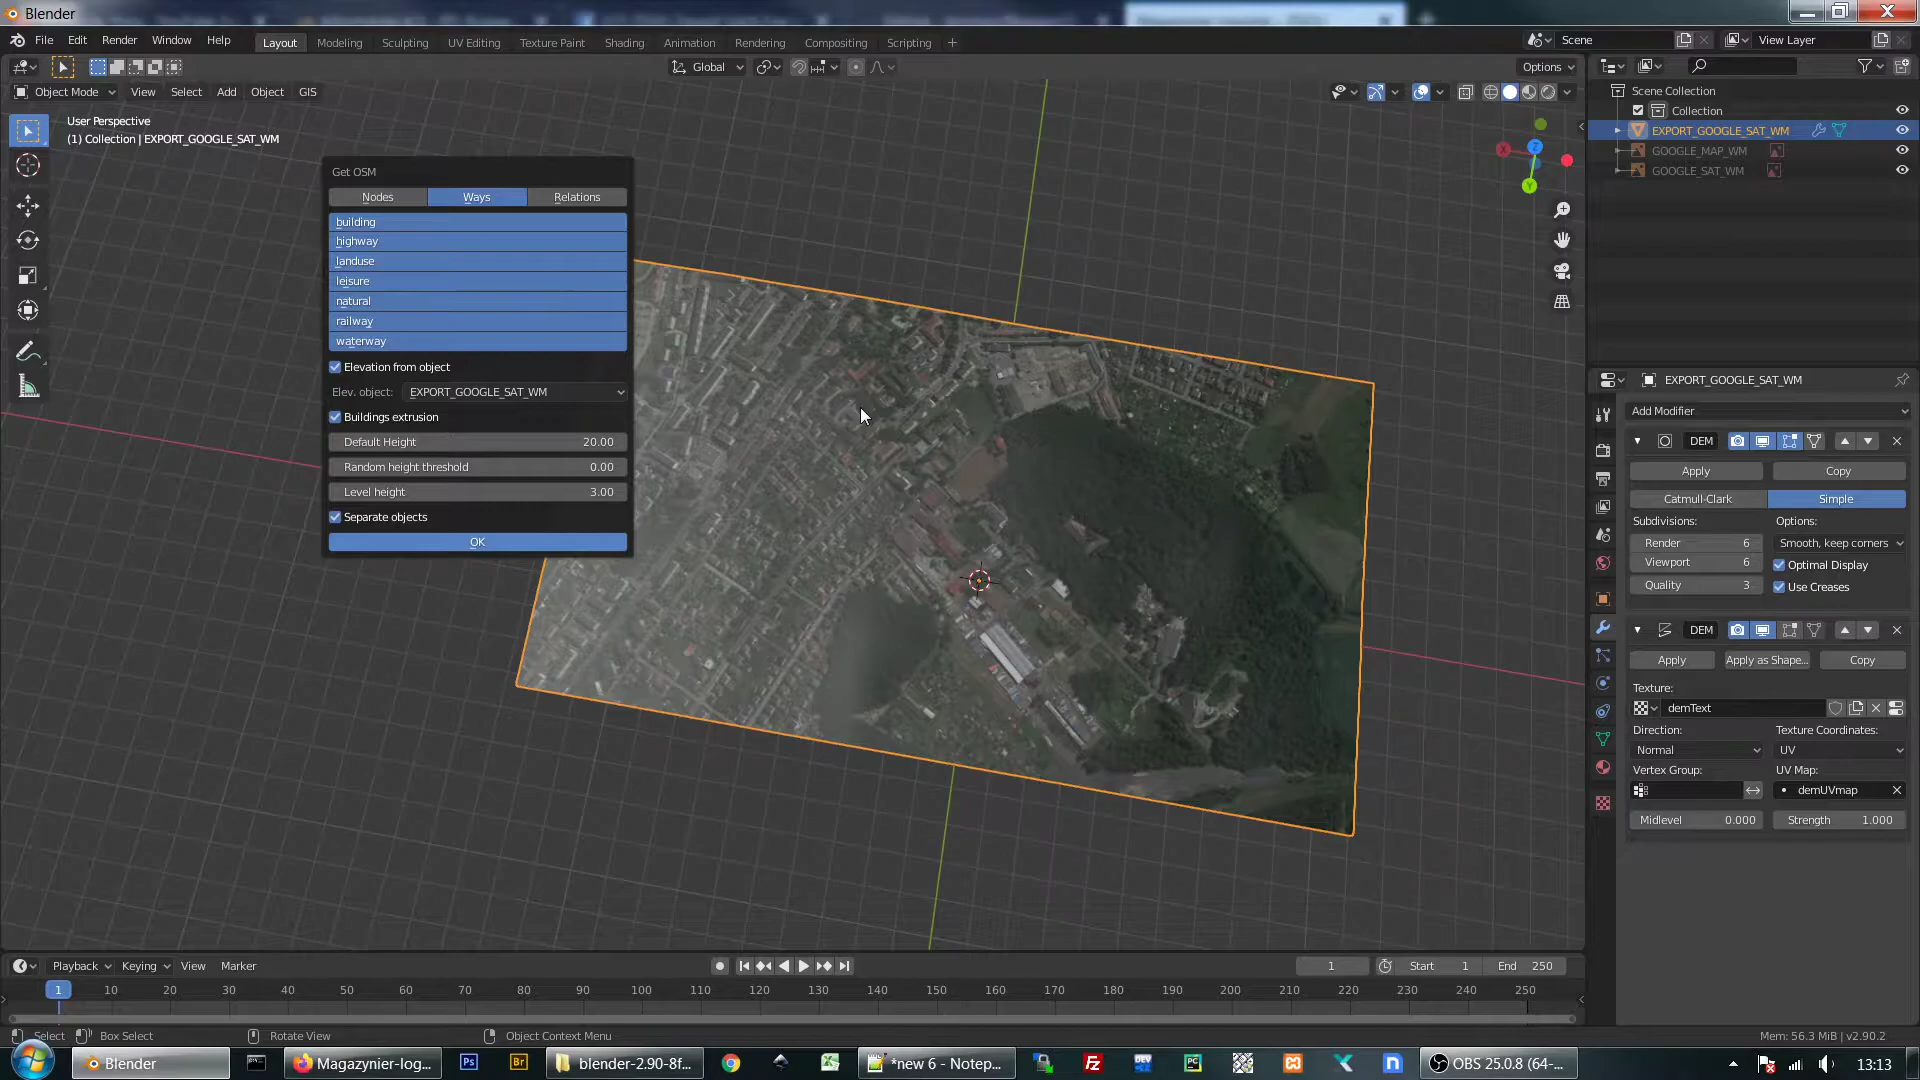 Blender
File Edit Render Window Help
Layout Modeling Sculpting UV Editing Texture Paint Shading Animation Rendering Compositing Scripting
Scene
View Layer
Global
Options
Object Mode View Select Add Object GIS
User Perspective
(1) Collection | EXPORT_GOOGLE_SAT_WM
X
Z
Y
Get OSM
Nodes Ways Relations
building
highway
landuse
leisure
natural
railway
waterway
Elevation from object
Elev. object: EXPORT_GOOGLE_SAT_WM
Buildings extrusion
Default Height 20.00
Random height threshold 0.00
Level height 3.00
Separate objects
OK
Scene Collection
Collection
EXPORT_GOOGLE_SAT_WM
GOOGLE_MAP_WM
GOOGLE_SAT_WM
EXPORT_GOOGLE_SAT_WM
Add Modifier
DEM
Apply Copy
Catmull-Clark Simple
Subdivisions: Options:
Render 6 Smooth, keep corners
Viewport 6 Optimal Display
Quality 3 Use Creases
DEM
Apply Apply as Shape... Copy
Texture:
demText
Direction: Texture Coordinates:
Normal UV
Vertex Group: UV Map:
demUVmap
Midlevel 0.000 Strength 1.000
Playback Keying View Marker
1 Start 1 End 250
1 10 20 30 40 50 60 70 80 90 100 110 120 130 140 150 160 170 180 190 200 210 220 230 240 250
Select Box Select Rotate View Object Context Menu
Mem: 56.3 MiB | v2.90.2
Blender Magazynier-log... Ps Br blender-2.90-8f... *new 6 - Notep... Fz DEV PC n OBS 25.0.8 (64-... 13:13